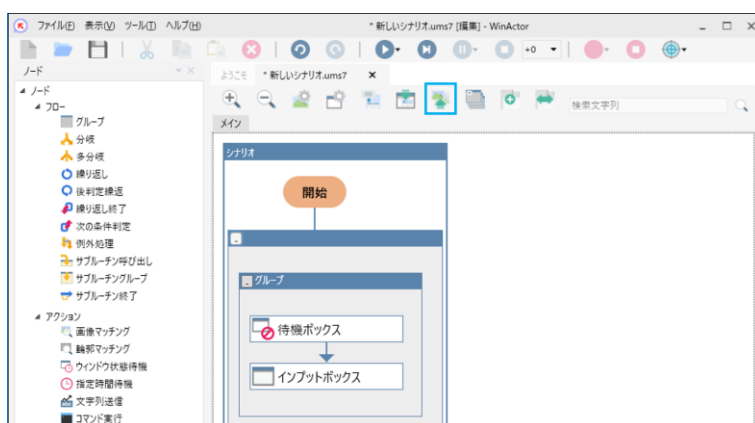 ファイル(F) 表示(V) ツール(T) ヘルプ(H)
* 新しいシナリオ.ums7 [編集] - WinActor
+0
ノード
ようこそ
* 新しいシナリオ.ums7
検索文字列
メイン
ノード
フロー
グループ
分岐
多分岐
繰り返し
後判定繰返
繰り返し終了
次の条件判定
例外処理
サブルーチン呼び出し
サブルーチングループ
サブルーチン終了
アクション
画像マッチング
輪郭マッチング
ウィンドウ状態待機
指定時間待機
文字列送信
コマンド実行
シナリオ
開始
グループ
待機ボックス
インプットボックス